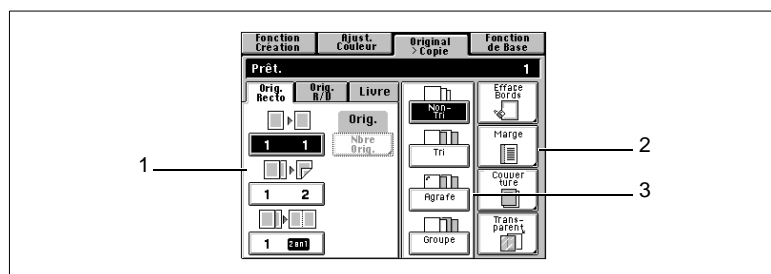 Fonction Création
Ajust. Couleur
Original >Copie
Fonction de Base
Prêt. 1
Orig. Recto
Orig. R/D
Livre
Orig.
Nbre Orig.
1 1
1 2
1 2en1
Non-Tri
Tri
Agrafe
Groupe
Efface Bords
Marge
Couver ture
Trans-parent
1
2
3